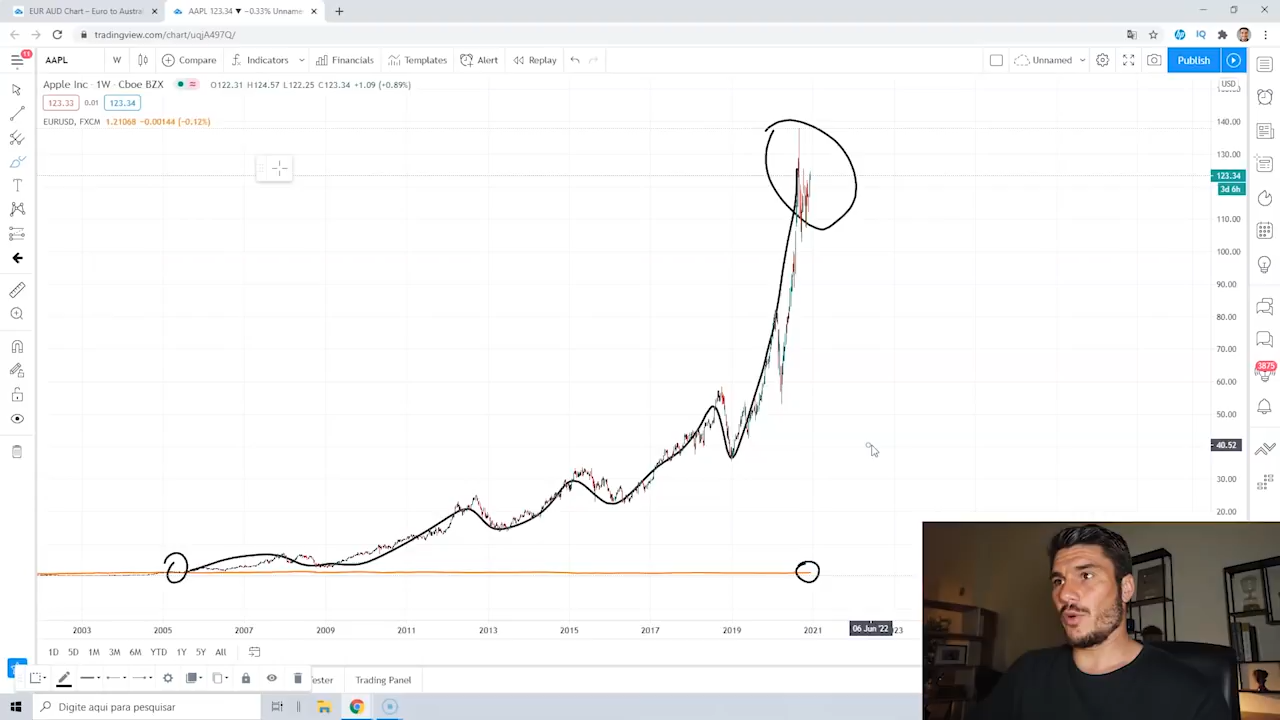 EUR AUD Chart – Euro to Austral
AAPL 123.34 ▼ −0.33% Unname
tradingview.com/chart/uqjA497Q/
11
AAPL
W
Compare
Indicators
Financials
Templates
Alert
Replay
Unnamed
Publish
Apple Inc · 1W · Cboe BZX
O122.31 H124.57 L122.25 C123.34 +1.09 (+0.89%)
USD
123.33
0.01
123.34
EURUSD, FXCM
1.21068 −0.00144 (−0.12%)
140.00
130.00
123.34
3d 6h
110.00
100.00
90.00
80.00
70.00
60.00
50.00
40.52
30.00
20.00
3875
2003
2005
2007
2009
2011
2013
2015
2017
2019
2021
06 Jun '22
23
1D
5D
1M
3M
6M
YTD
1Y
5Y
All
ester
Trading Panel
Digite aqui para pesquisar